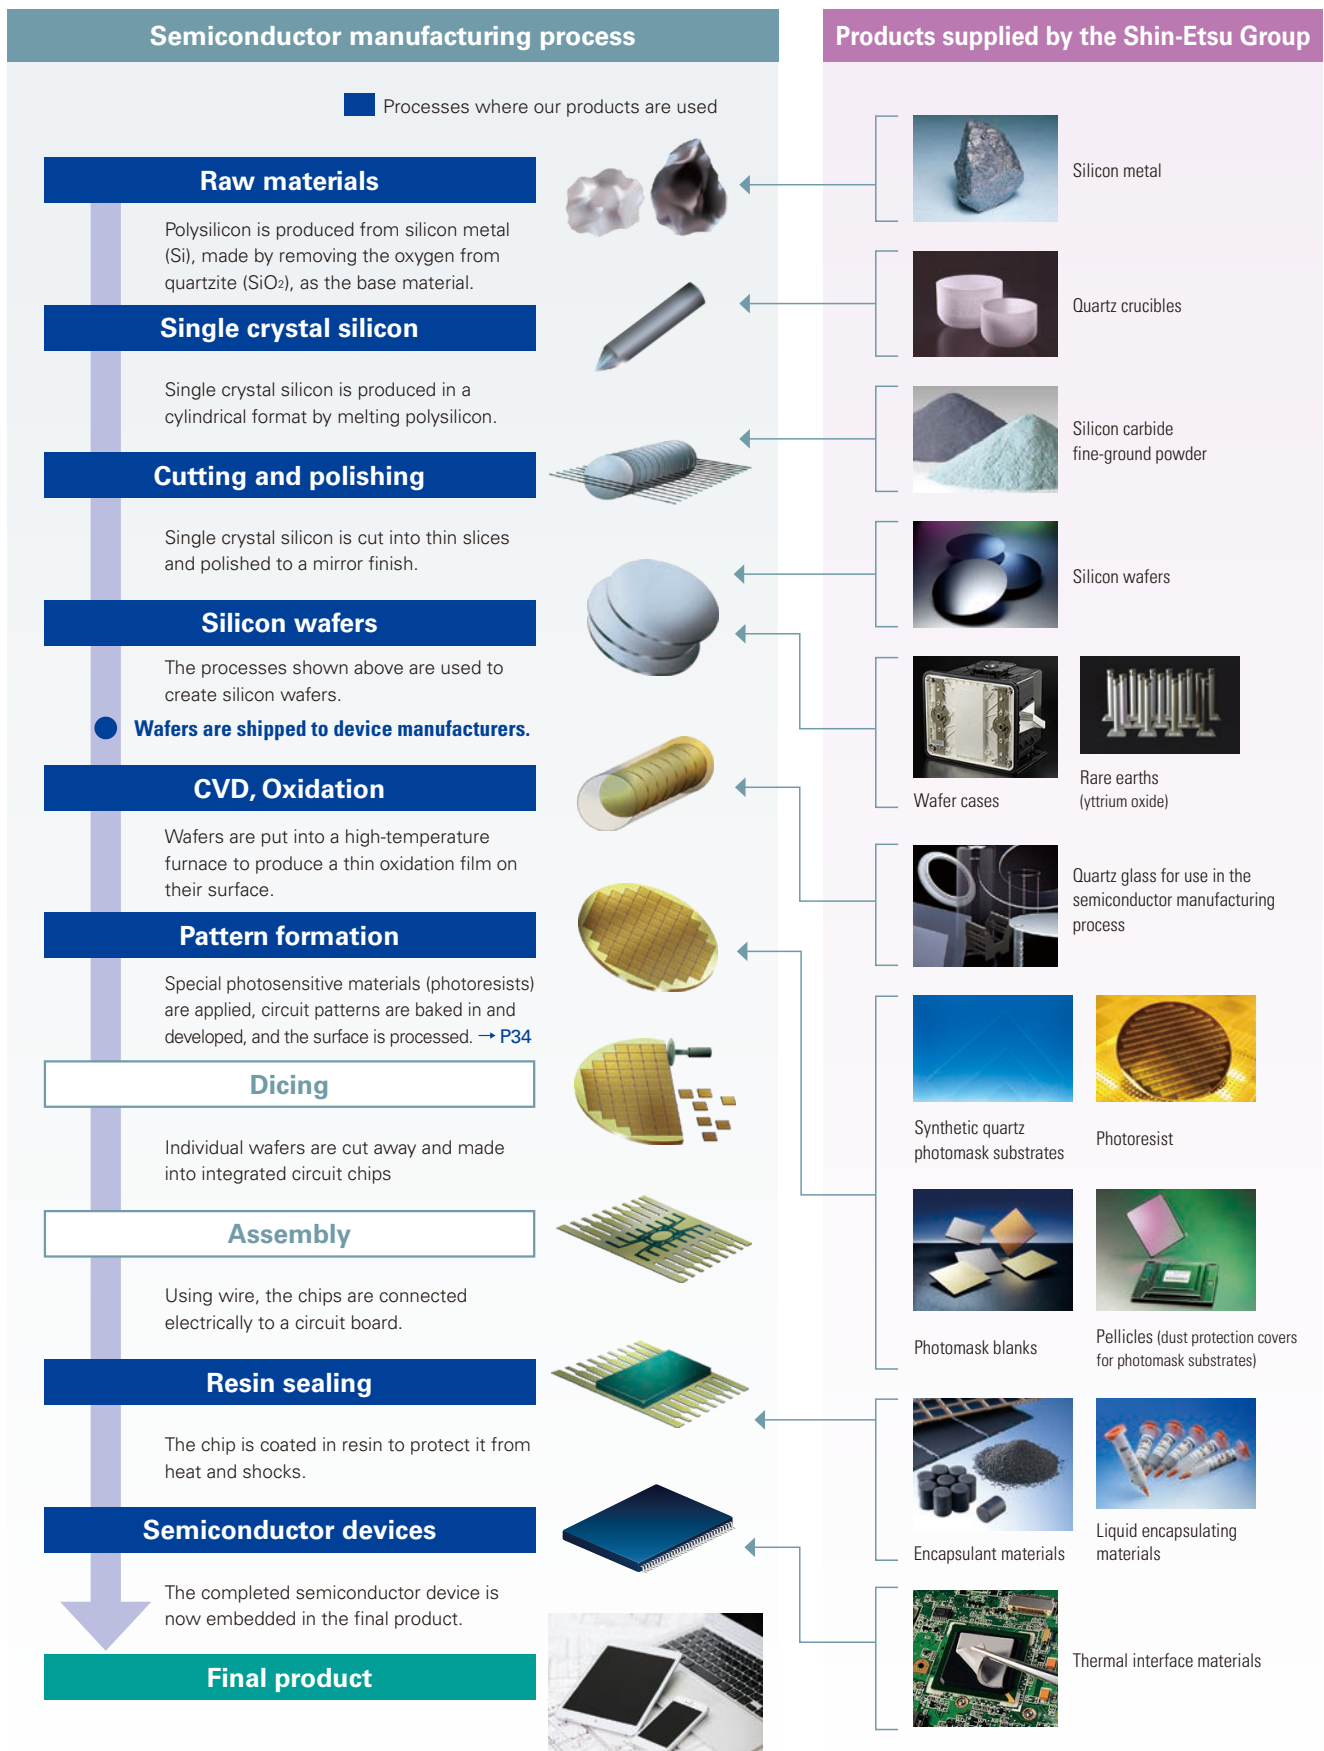 Semiconductor manufacturing process
Processes where our products are used
Raw materials
Polysilicon is produced from silicon metal
(Si), made by removing the oxygen from
quartzite (SiO₂), as the base material.
Single crystal silicon
Single crystal silicon is produced in a
cylindrical format by melting polysilicon.
Cutting and polishing
Single crystal silicon is cut into thin slices
and polished to a mirror finish.
Silicon wafers
The processes shown above are used to
create silicon wafers.
Wafers are shipped to device manufacturers.
CVD, Oxidation
Wafers are put into a high-temperature
furnace to produce a thin oxidation film on
their surface.
Pattern formation
Special photosensitive materials (photoresists)
are applied, circuit patterns are baked in and
developed, and the surface is processed. → P34
Dicing
Individual wafers are cut away and made
into integrated circuit chips
Assembly
Using wire, the chips are connected
electrically to a circuit board.
Resin sealing
The chip is coated in resin to protect it from
heat and shocks.
Semiconductor devices
The completed semiconductor device is
now embedded in the final product.
Final product
Products supplied by the Shin-Etsu Group
Silicon metal
Quartz crucibles
Silicon carbide
fine-ground powder
Silicon wafers
Wafer cases
Rare earths
(yttrium oxide)
Quartz glass for use in the
semiconductor manufacturing
process
Synthetic quartz
photomask substrates
Photoresist
Photomask blanks
Pellicles (dust protection covers
for photomask substrates)
Encapsulant materials
Liquid encapsulating
materials
Thermal interface materials